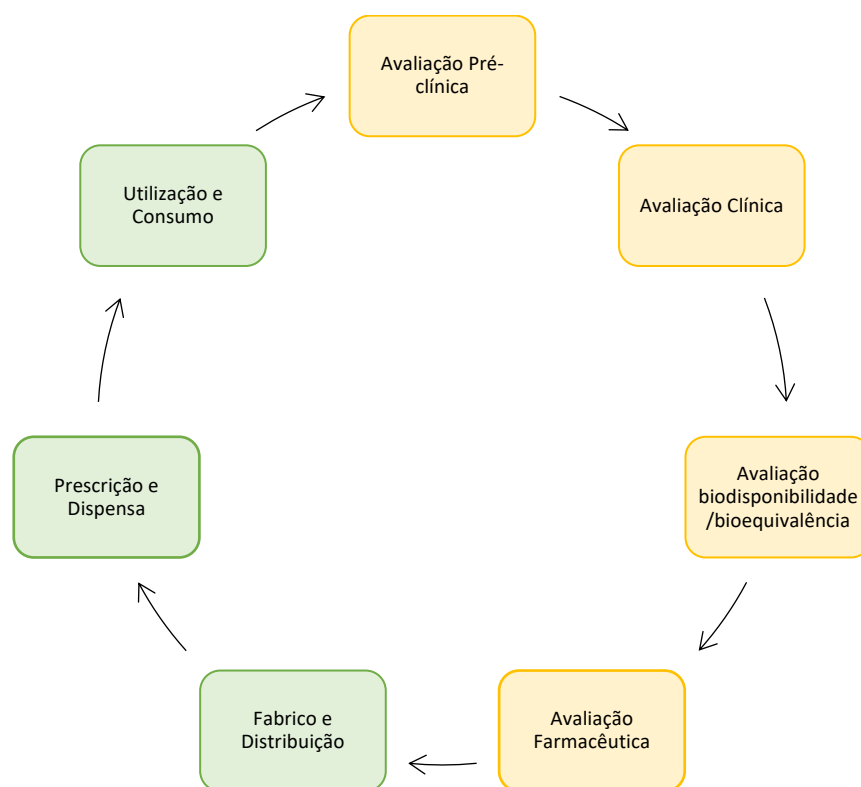 Avaliação Pré-
clínica
Avaliação Clínica
Avaliação
biodisponibilidade
/bioequivalência
Avaliação
Farmacêutica
Fabrico e
Distribuição
Prescrição e
Dispensa
Utilização e
Consumo